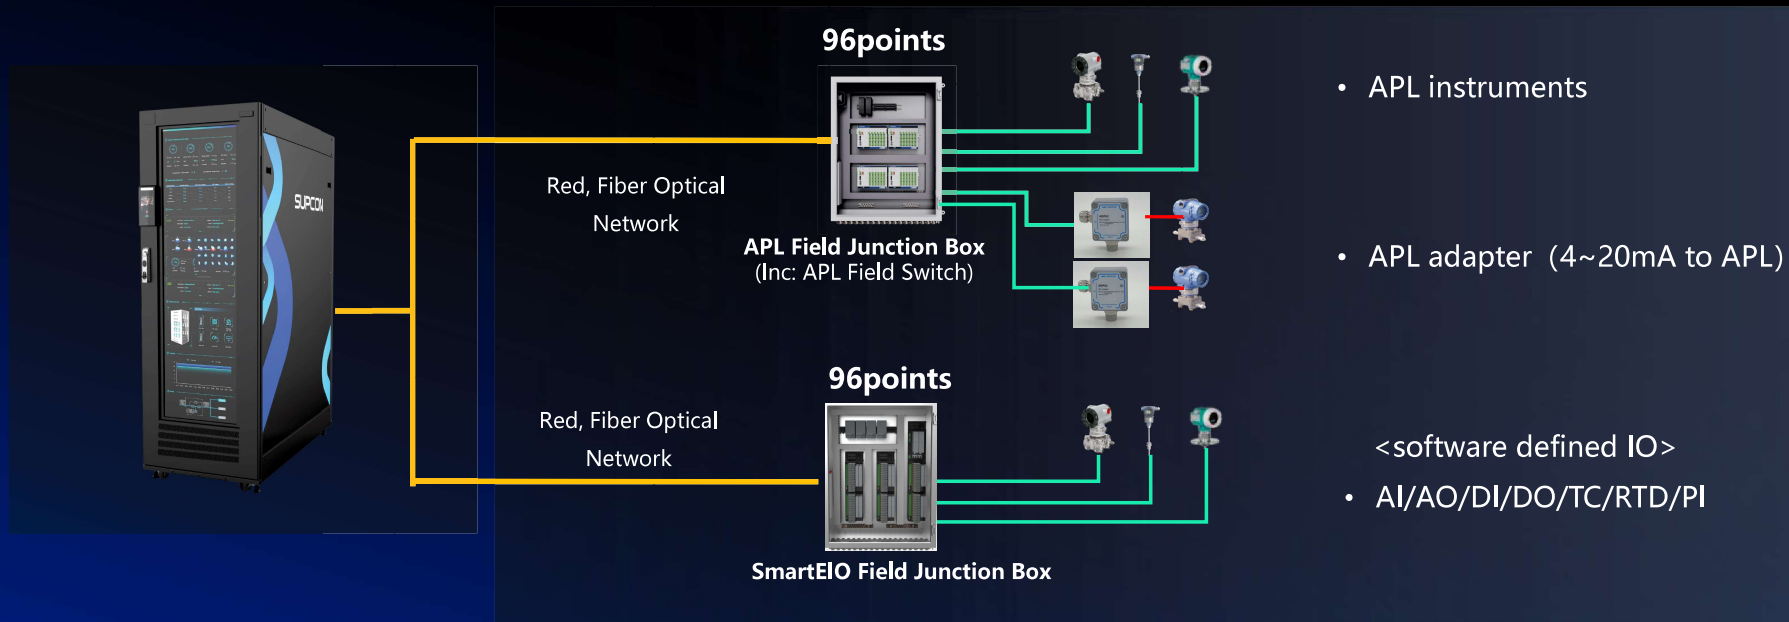 96points
• APL instruments
SUPCON
Red, Fiber Optical
Network
APL Field Junction Box
(Inc: APL Field Switch)
• APL adapter (4~20mA to APL)
96points
Red, Fiber Optical
Network
<software defined IO>
• AI/AO/DI/DO/TC/RTD/PI
SmartEIO Field Junction Box